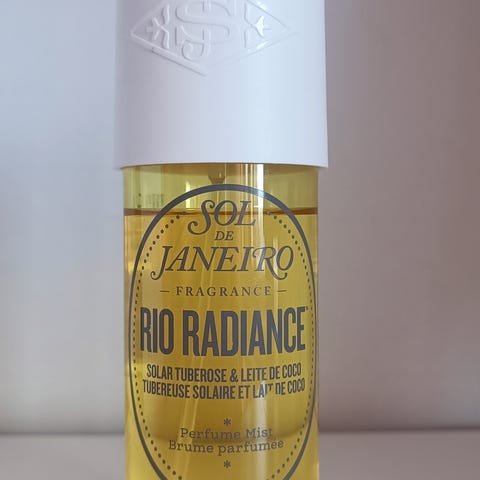 SOL
DE
JANEIRO
— FRAGRANCE —
RIO RADIANCE™
SOLAR TUBEROSE & LEITE DE COCO
TUBEREUSE SOLAIRE ET LAIT DE COCO
*
Perfume Mist
Brume parfumée
*